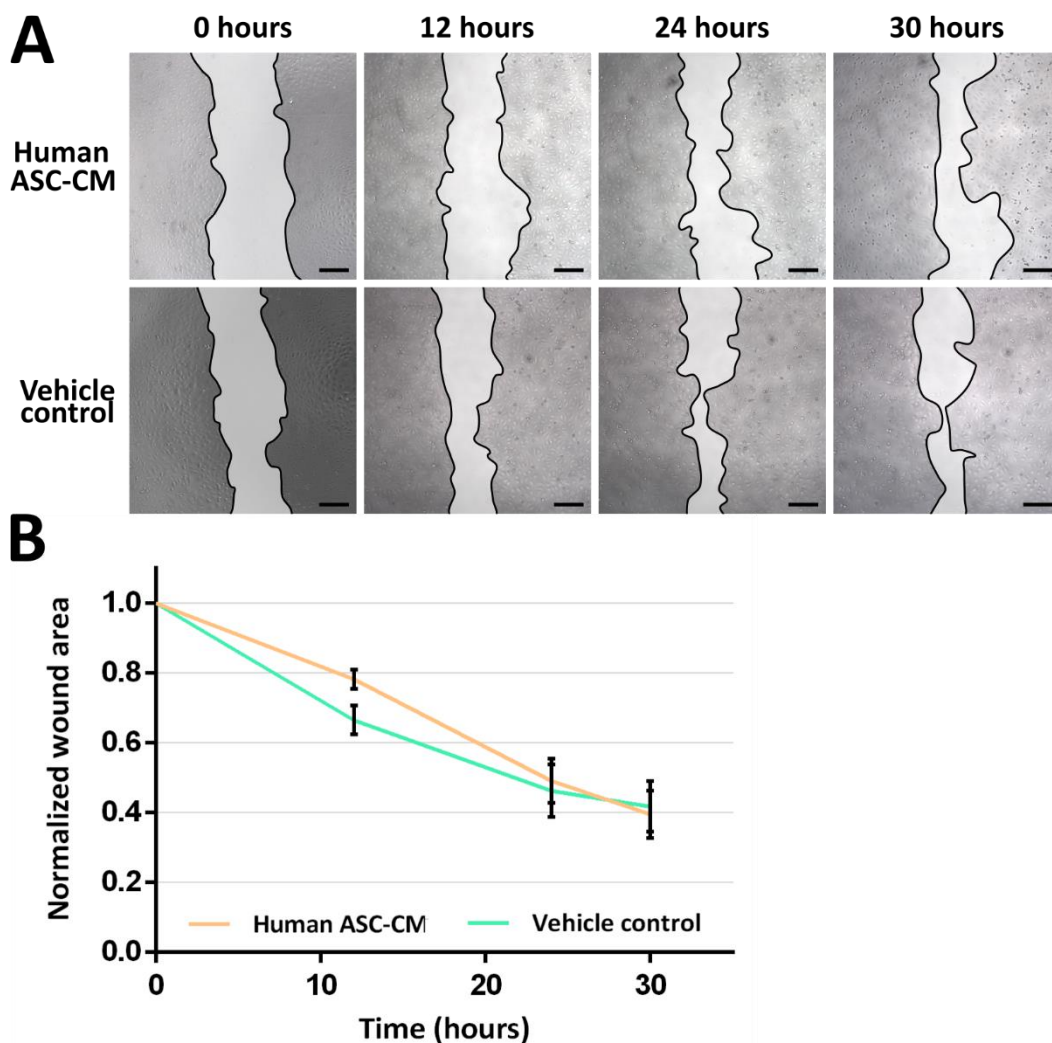 A
0 hours 12 hours 24 hours 30 hours
Human
ASC-CM
Vehicle
control
B
Normalized wound area
1.0
0.8
0.6
0.4
0.2
0.0
Human ASC-CM Vehicle control
0 10 20 30
Time (hours)